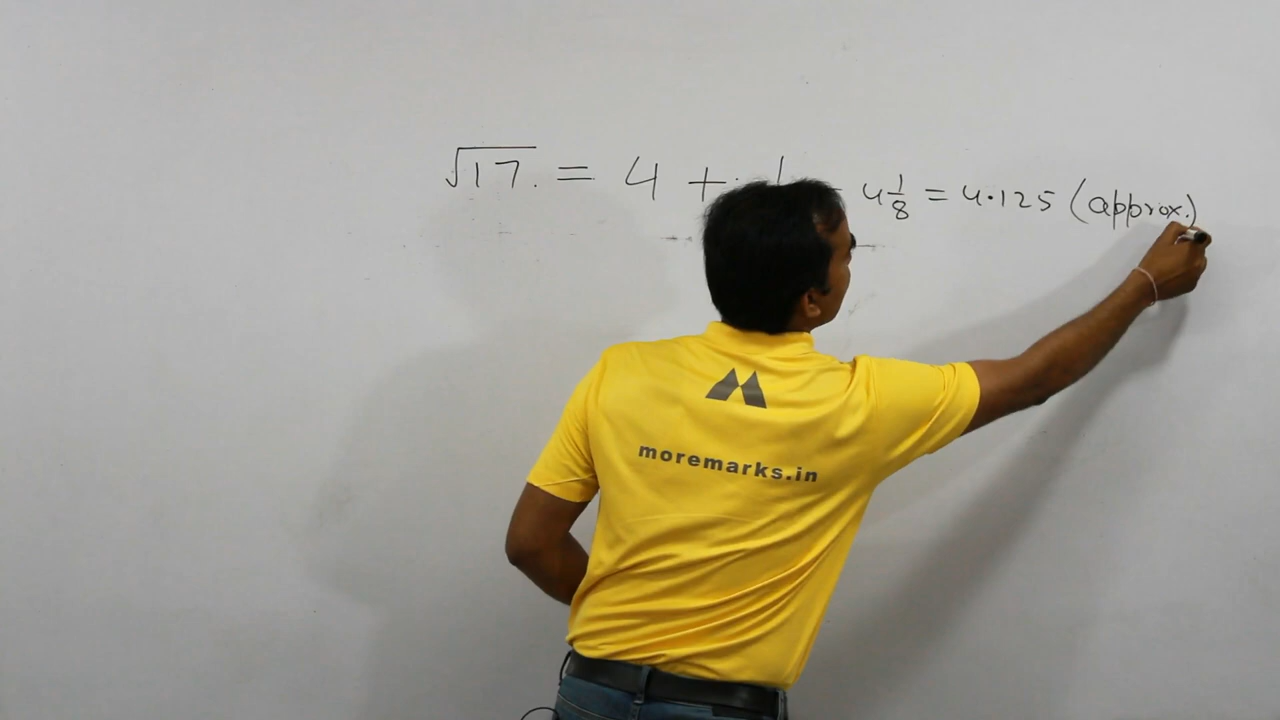 √17. = 4 + 4 1/8 = 4.125 (approx.)
moremarks.in